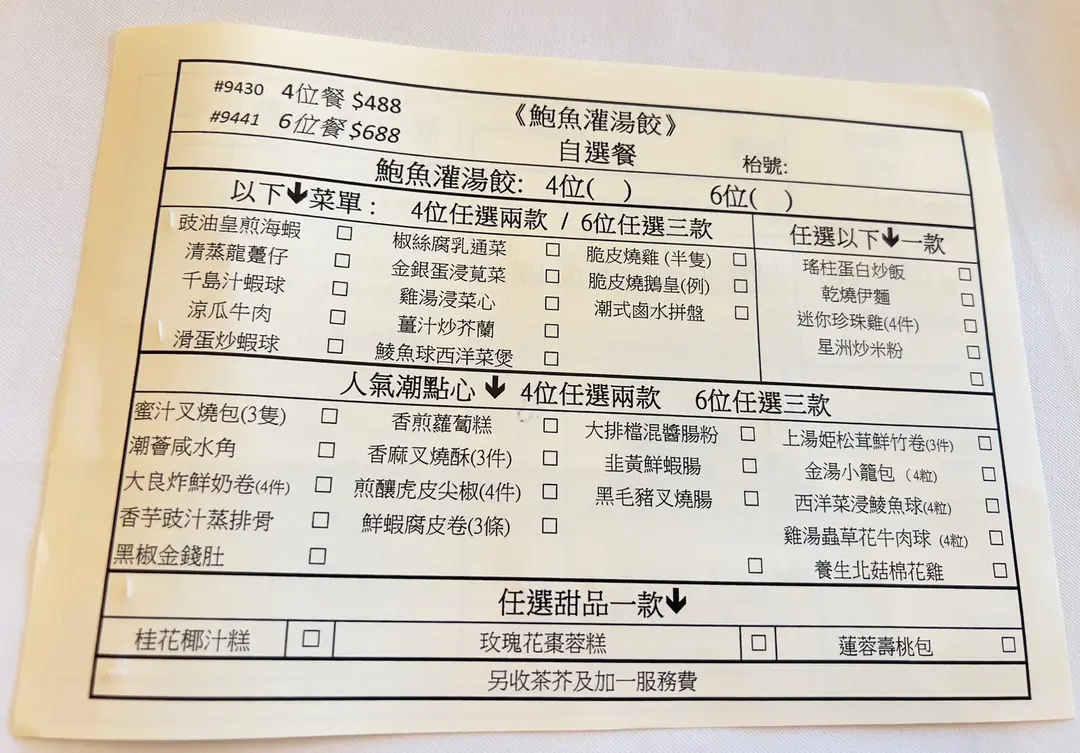 #9430 4位餐 $488
《鮑魚灌湯餃》
#9441 6位餐 $688
自選餐
枱號:
鮑魚灌湯餃: 4位( ) 6位( )
以下↓菜單: 4位任選兩款 / 6位任選三款
任選以下↓一款
豉油皇煎海蝦 □ 椒絲腐乳通菜 □ 脆皮燒雞 (半隻) □ 瑤柱蛋白炒飯 □
清蒸龍躉仔 □ 金銀蛋浸莧菜 □ 脆皮燒鵝皇(例) □ 乾燒伊麵 □
千島汁蝦球 □ 雞湯浸菜心 □ 潮式鹵水拼盤 □ 迷你珍珠雞(4件) □
涼瓜牛肉 □ 薑汁炒芥蘭 □ 星洲炒米粉 □
滑蛋炒蝦球 □ 鯪魚球西洋菜煲 □ □
人氣潮點心 ↓ 4位任選兩款 6位任選三款
蜜汁叉燒包(3隻) □ 香煎蘿蔔糕 □ 大排檔混醬腸粉 □ 上湯姬松茸鮮竹卷(3件) □
潮薈咸水角 □ 香麻叉燒酥(3件) □ 韭黃鮮蝦腸 □ 金湯小籠包 (4粒) □
大良炸鮮奶卷(4件) □ 煎釀虎皮尖椒(4件) □ 黑毛豬叉燒腸 □ 西洋菜浸鯪魚球(4粒) □
香芋豉汁蒸排骨 □ 鮮蝦腐皮卷(3條) □ 雞湯蟲草花牛肉球 (4粒) □
黑椒金錢肚 □ □ 養生北菇棉花雞 □
任選甜品一款↓
桂花椰汁糕 □ 玫瑰花棗蓉糕 □ 蓮蓉壽桃包 □
另收茶芥及加一服務費